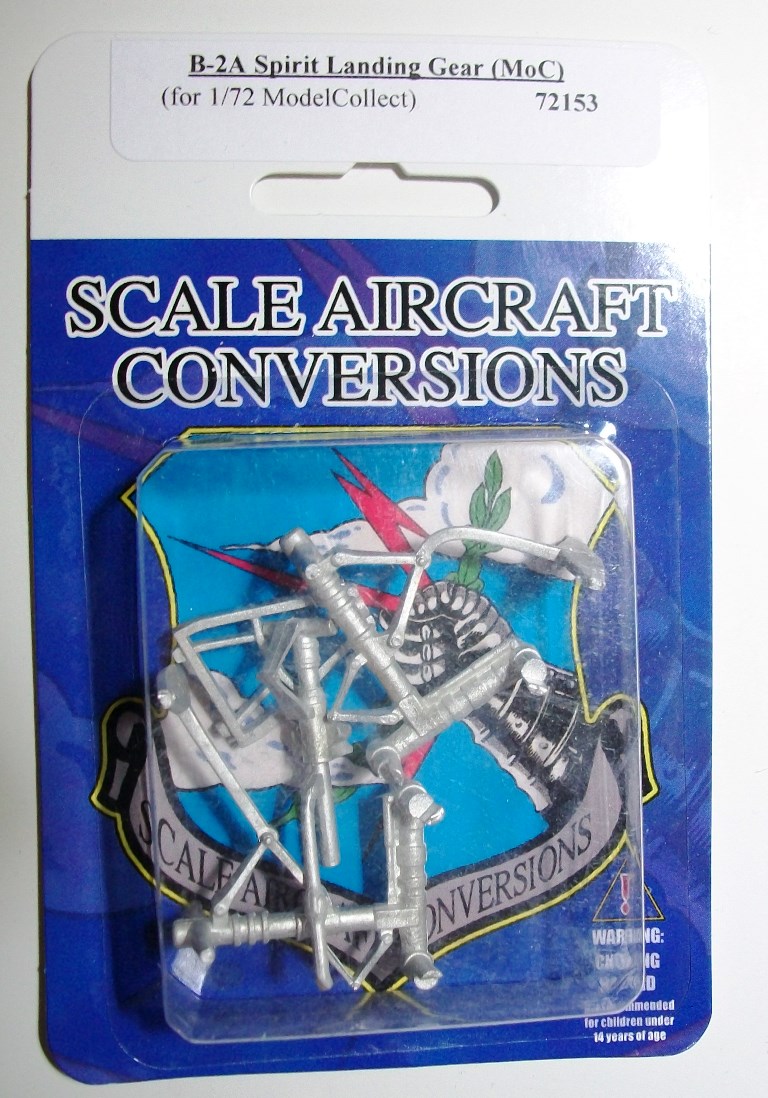 B-2A Spirit Landing Gear (MoC)
(for 1/72 ModelCollect) 72153
SCALE AIRCRAFT
CONVERSIONS
SCALE CONVERSIONS
WARNING:
for children under
14 years of age